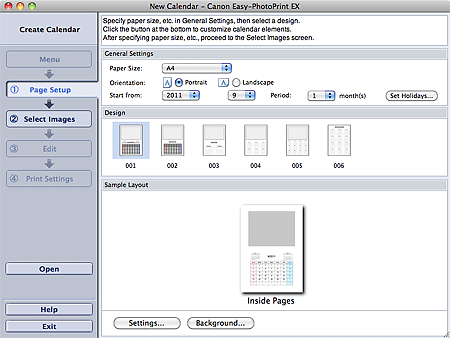 New Calendar - Canon Easy-PhotoPrint EX
Create Calendar
Specify paper size, etc. in General Settings, then select a design.
Click the button at the bottom to customize calendar elements.
After specifying paper size, etc., proceed to the Select Images screen.
Menu
① Page Setup
② Select Images
③ Edit
④ Print Settings
Open
Help
Exit
General Settings
Paper Size: A4
Orientation: A Portrait A Landscape
Start from: 2011 9 Period: 1 month(s) Set Holidays...
Design
001 002 003 004 005 006
Sample Layout
Inside Pages
Settings... Background...